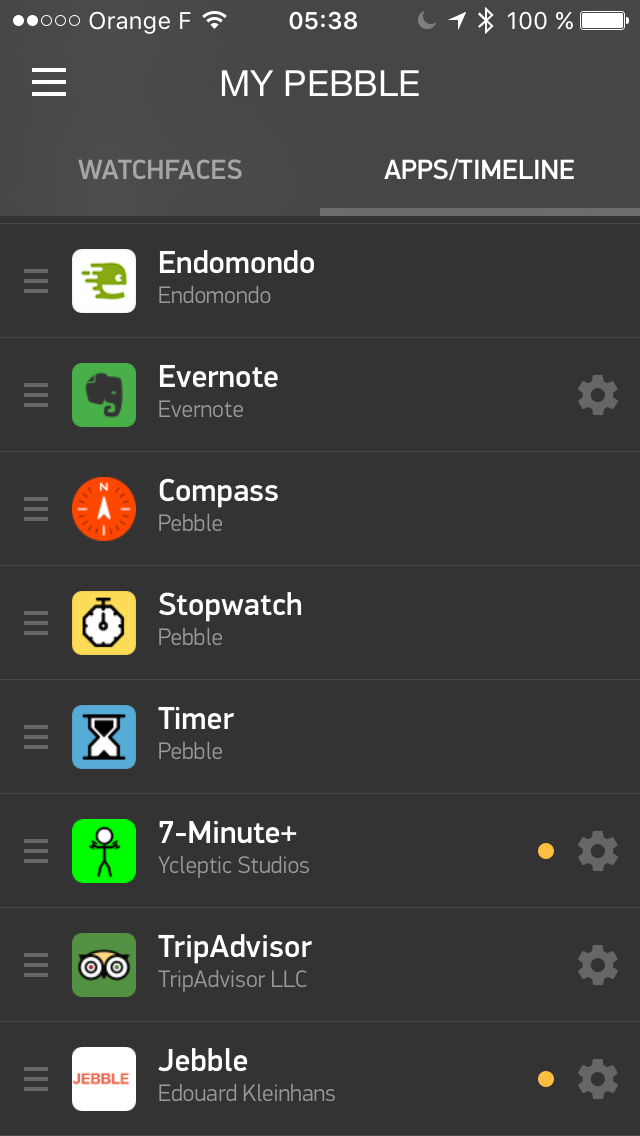 Orange F 05:38 100 %
MY PEBBLE
WATCHFACES APPS/TIMELINE
Endomondo
Endomondo
Evernote
Evernote
N
Compass
Pebble
Stopwatch
Pebble
Timer
Pebble
7-Minute+
Ycleptic Studios
TripAdvisor
TripAdvisor LLC
JEBBLE
Jebble
Edouard Kleinhans